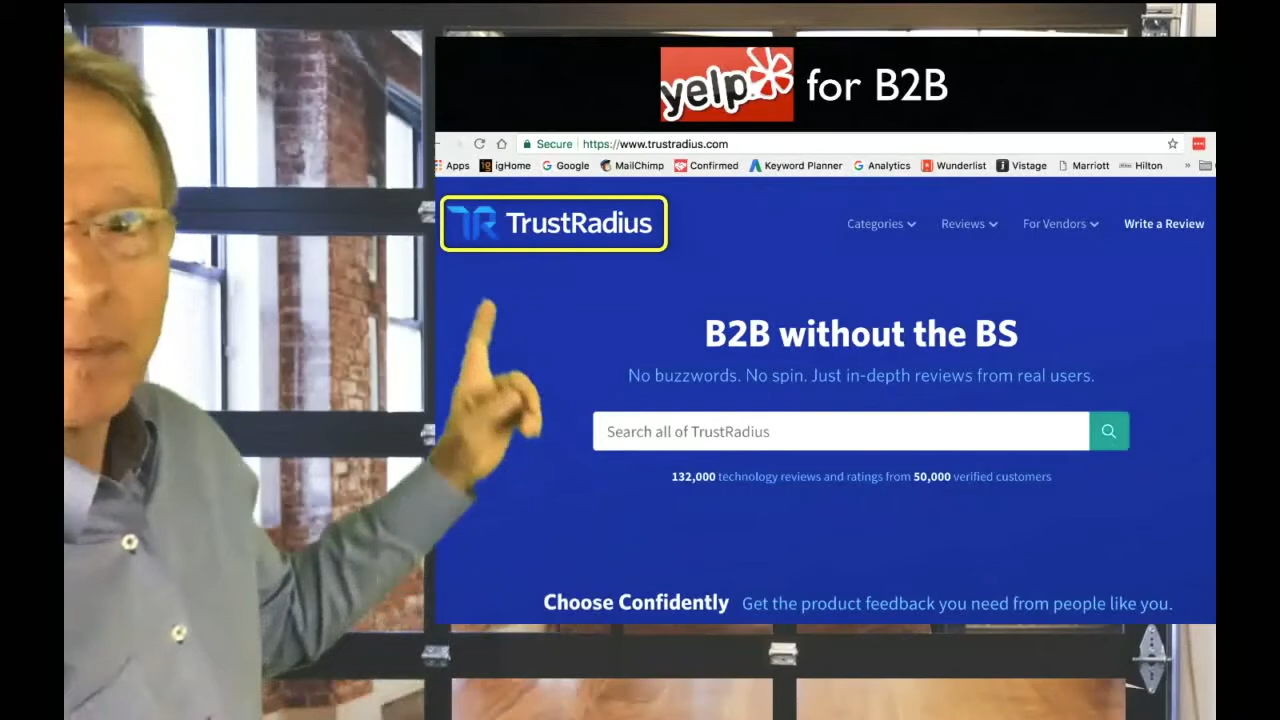 yelp for B2B
Secure https://www.trustradius.com
Apps igHome Google MailChimp Confirmed Keyword Planner Analytics Wunderlist Vistage Marriott Hilton »
TrustRadius
Categories Reviews For Vendors Write a Review
B2B without the BS
No buzzwords. No spin. Just in-depth reviews from real users.
Search all of TrustRadius
132,000 technology reviews and ratings from 50,000 verified customers
Choose Confidently Get the product feedback you need from people like you.